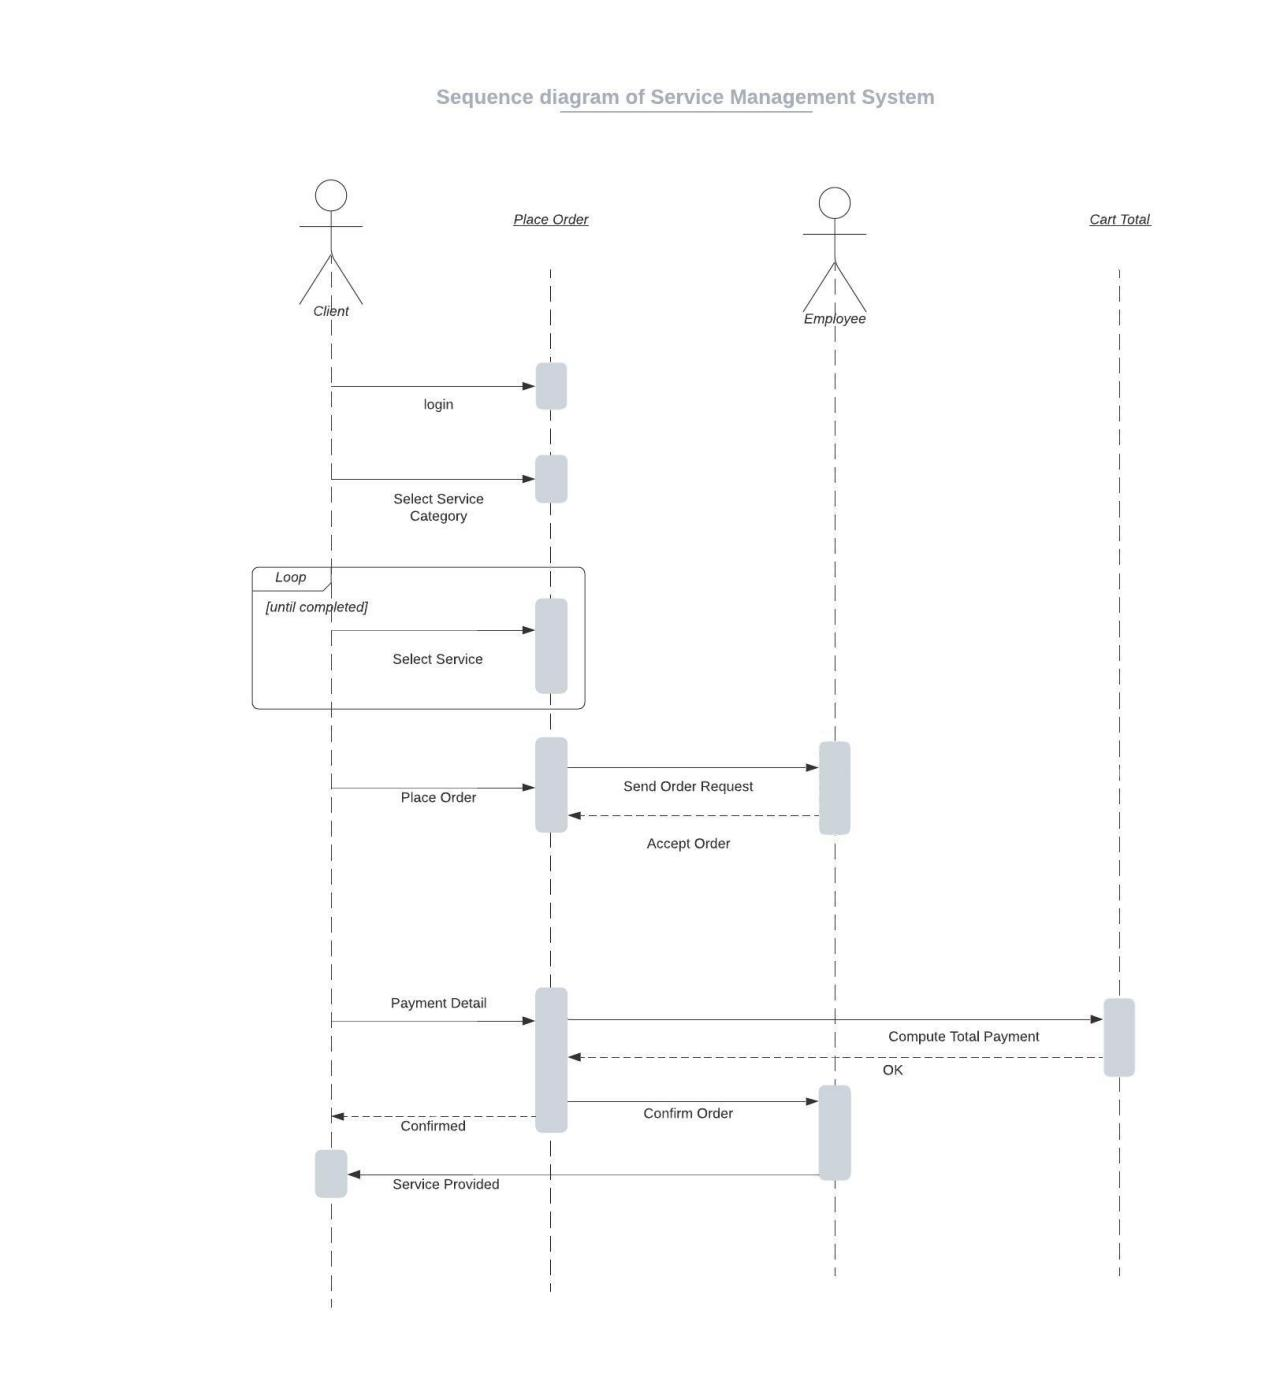 Sequence diagram of Service Management System
Place Order
Cart Total
Client
Employee
login
Select Service
Category
Loop
[until completed]
Select Service
Send Order Request
Place Order
Accept Order
Payment Detail
Compute Total Payment
OK
Confirm Order
Confirmed
Service Provided